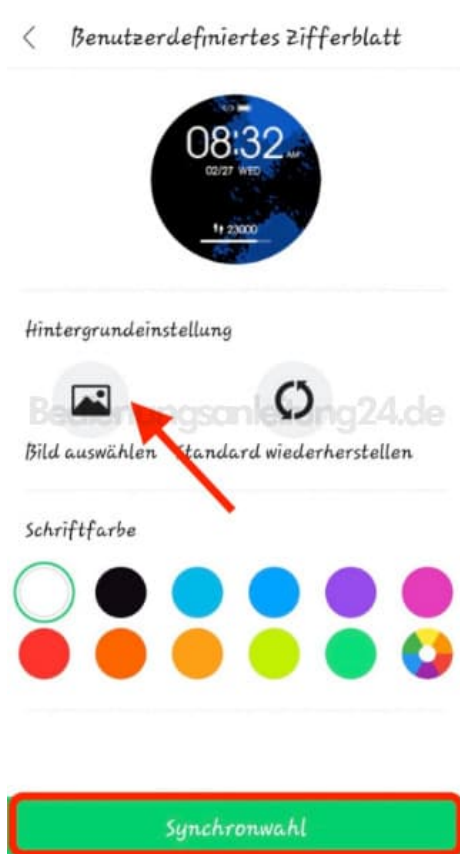 Benutzerdefiniertes Zifferblatt
08:32 AM
02/27 WED
23000
Hintergrundeinstellung
Bedienungsanleitung24.de
Bild auswählen Standard wiederherstellen
Schriftfarbe
Synchronwahl